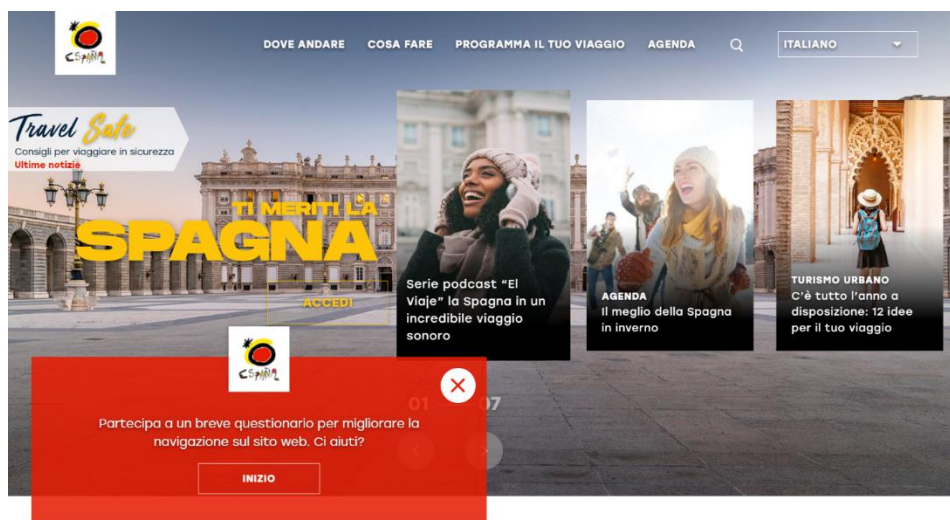 ESPAÑA
DOVE ANDARE
COSA FARE
PROGRAMMA IL TUO VIAGGIO
AGENDA
ITALIANO
Travel Safe
Consigli per viaggiare in sicurezza
Ultime notizie
TI MERITI LA
SPAGNA
ACCEDI
Serie podcast “El
Viaje” la Spagna in un
incredibile viaggio
sonoro
AGENDA
Il meglio della Spagna
in inverno
TURISMO URBANO
C'è tutto l'anno a
disposizione: 12 idee
per il tuo viaggio
01
07
ESPAÑA
Partecipa a un breve questionario per migliorare la
navigazione sul sito web. Ci aiuti?
INIZIO